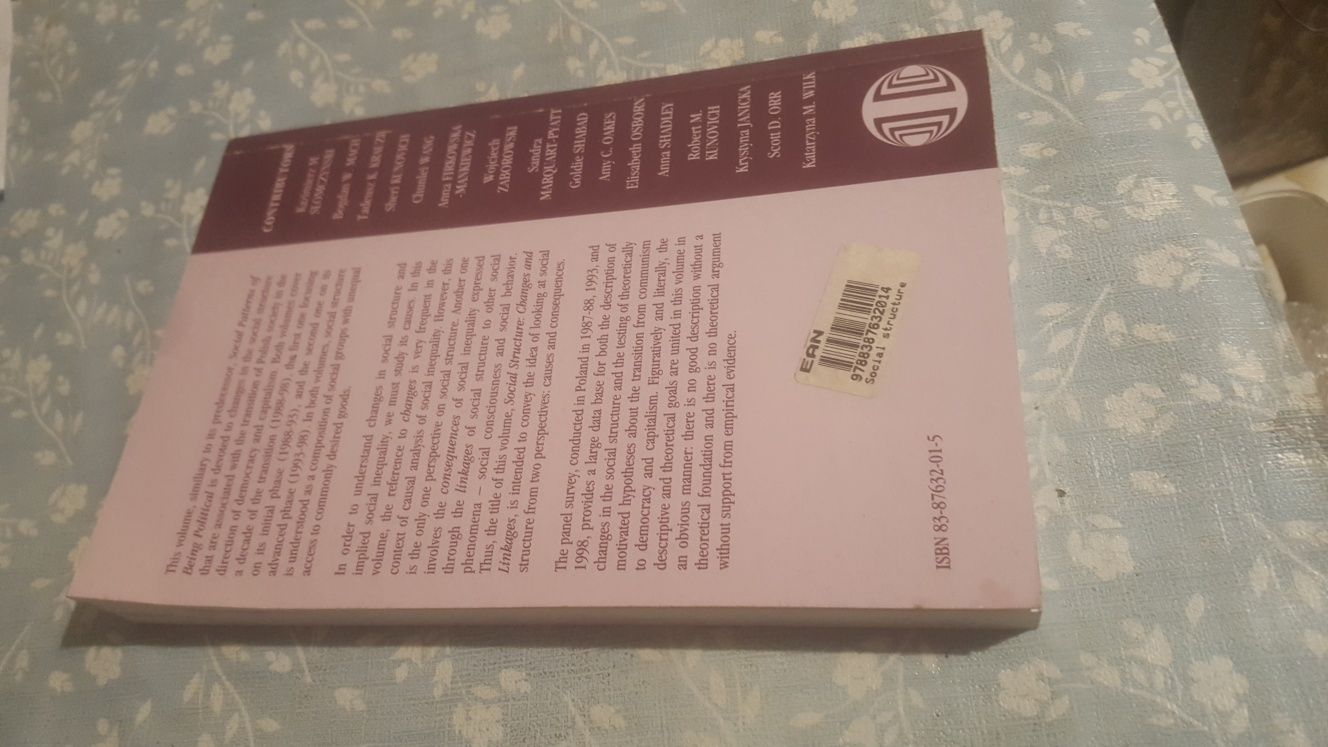 This volume, similary to its predecessor, Social Patterns of
Being Political is devoted to changes in the social structure
that are associated with the transition of Polish society in the
direction of democracy and capitalism. Both volumes cover
a decade of the transition (1988-98), the first one focusing
on its initial phase (1988-93), and the second one on its
advanced phase (1993-98). In both volumes, social structure
is understood as a composition of social groups with unequal
access to commonly desired goods.
In order to understand changes in social structure and
implied social inequality, we must study its causes. In this
volume, the reference to changes is very frequent in the
context of causal analysis of social inequality. However, this
is the only one perspective on social structure. Another one
involves the consequences of social inequality expressed
through the linkages of social structure to other social
phenomena – social consciousness and social behavior.
Thus, the title of this volume, Social Structure: Changes and
Linkages, is intended to convey the idea of looking at social
structure from two perspectives: causes and consequences.
The panel survey, conducted in Poland in 1987-88, 1993, and
1998, provides a large data base for both the description of
changes in the social structure and the testing of theoretically
motivated hypotheses about the transition from communism
to democracy and capitalism. Figuratively and literally, the
descriptive and theoretical goals are united in this volume in
an obvious manner: there is no good description without a
theoretical foundation and there is no theoretical argument
without support from empirical evidence.
CONTRIBUTORS
Kazimierz M.
SŁOMCZYŃSKI
Bogdan W. MACH
Tadeusz K. KRAUZE
Sheri KUNOVICH
Chunlei WANG
Anna FIRKOWSKA
-MANKIEWICZ
Wojciech
ZABOROWSKI
Sandra
MARQUART-PYATT
Goldie SHABAD
Amy C. OAKES
Elisabeth OSBORN
Anna SHADLEY
Robert M.
KUNOVICH
Krystyna JANICKA
Scott D. ORR
Katarzyna M. WILK
EAN
9788387632014
Social structure
ISBN 83-87632-01-5